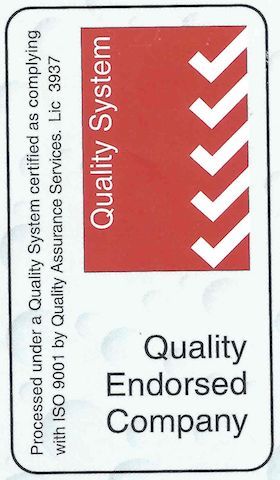 Processed under a Quality System certified as complying
with ISO 9001 by Quality Assurance Services. Lic 3937
Quality System
Quality
Endorsed
Company